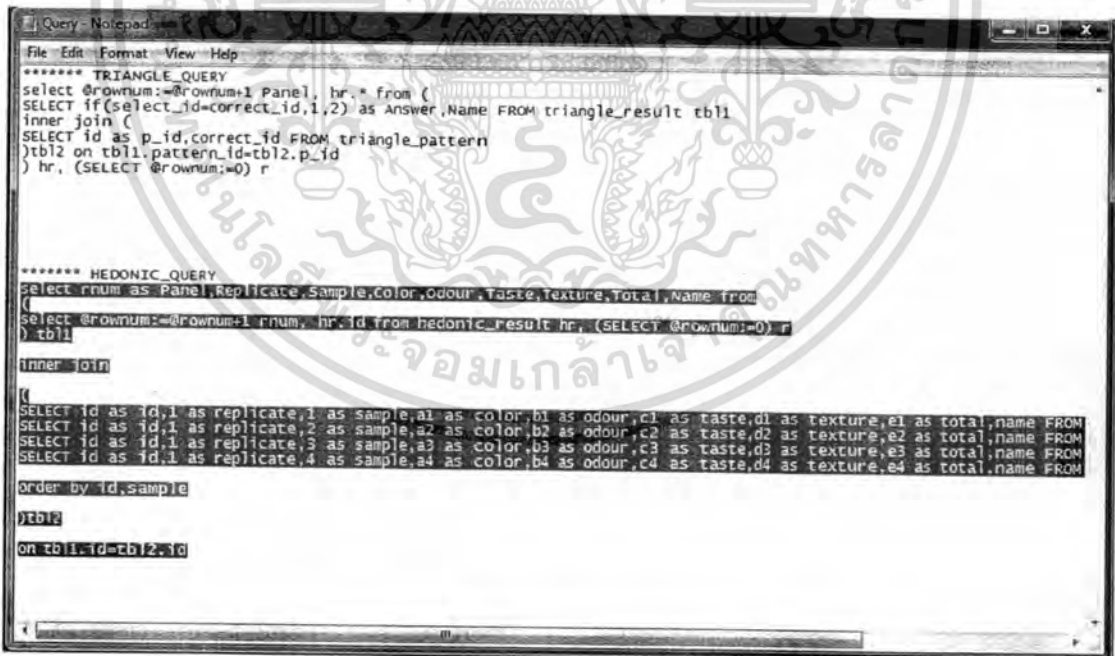 Query - Notepad
File Edit Format View Help
******* TRIANGLE_QUERY
select @rownum:=@rownum+1 Panel, hr.* from (
SELECT if(select_id=correct_id,1,2) as Answer,Name FROM triangle_result tbl1
inner join (
SELECT id as p_id,correct_id FROM triangle_pattern
)tbl2 on tbl1.pattern_id=tbl2.p_id
) hr, (SELECT @rownum:=0) r
******* HEDONIC_QUERY
select rnum as Panel,Replicate,Sample,Color,Odour,Taste,Texture,Total,Name from
(
select @rownum:=@rownum+1 rnum, hr.id from hedonic_result hr, (SELECT @rownum:=0) r
) tbl1
inner join
(
SELECT id as id,1 as replicate,1 as sample,a1 as color,b1 as odour,c1 as taste,d1 as texture,e1 as total,name FROM
SELECT id as id,1 as replicate,2 as sample,a2 as color,b2 as odour,c2 as taste,d2 as texture,e2 as total,name FROM
SELECT id as id,1 as replicate,3 as sample,a3 as color,b3 as odour,c3 as taste,d3 as texture,e3 as total,name FROM
SELECT id as id,1 as replicate,4 as sample,a4 as color,b4 as odour,c4 as taste,d4 as texture,e4 as total,name FROM
order by id,sample
)tbl2
on tbl1.id=tbl2.id